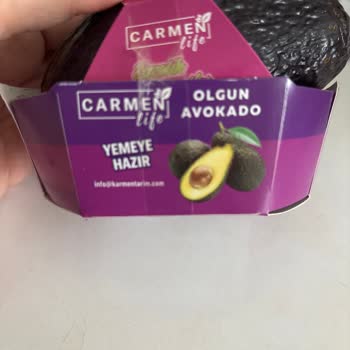 CARMEN
life
CARMEN
life
OLGUN
AVOKADO
YEMEYE
HAZIR
info@karmentarim.com